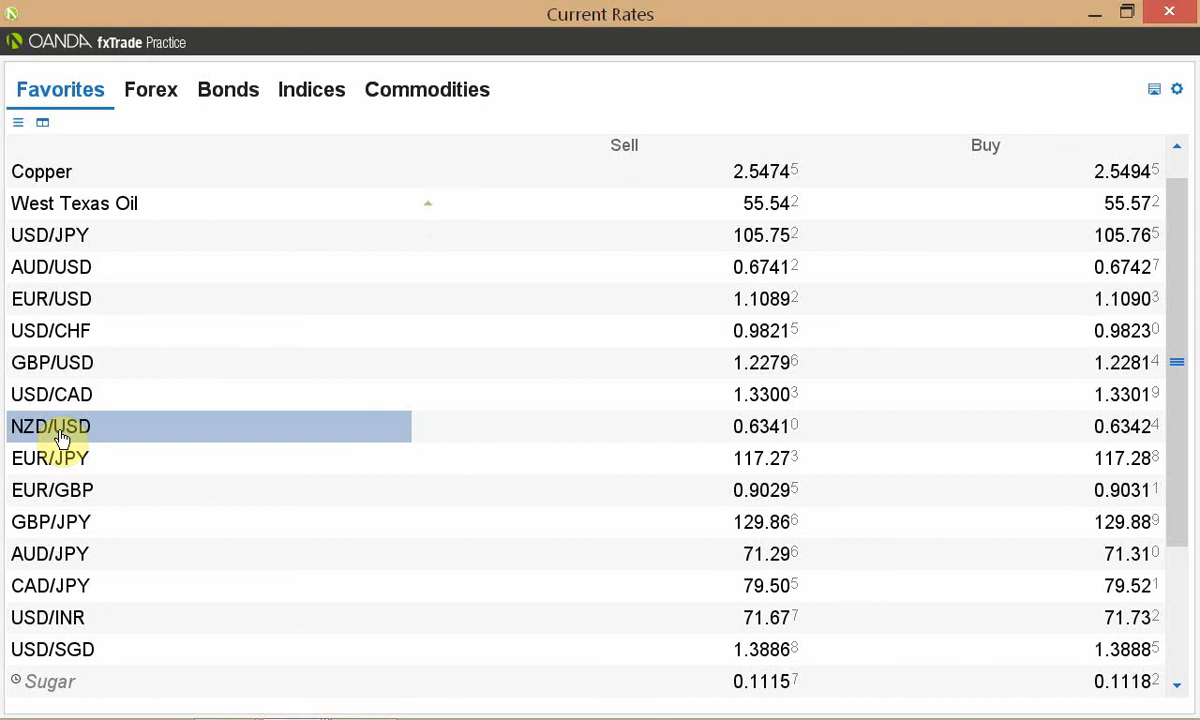 Current Rates
OANDA fxTrade Practice
Favorites Forex Bonds Indices Commodities
Sell Buy
Copper 2.54745 2.54945
West Texas Oil 55.542 55.572
USD/JPY 105.752 105.765
AUD/USD 0.67412 0.67427
EUR/USD 1.10892 1.10903
USD/CHF 0.98215 0.98230
GBP/USD 1.22796 1.22814
USD/CAD 1.33003 1.33019
NZD/USD 0.63410 0.63424
EUR/JPY 117.273 117.288
EUR/GBP 0.90295 0.90311
GBP/JPY 129.866 129.889
AUD/JPY 71.296 71.310
CAD/JPY 79.505 79.521
USD/INR 71.677 71.732
USD/SGD 1.38868 1.38885
Sugar 0.11157 0.11182